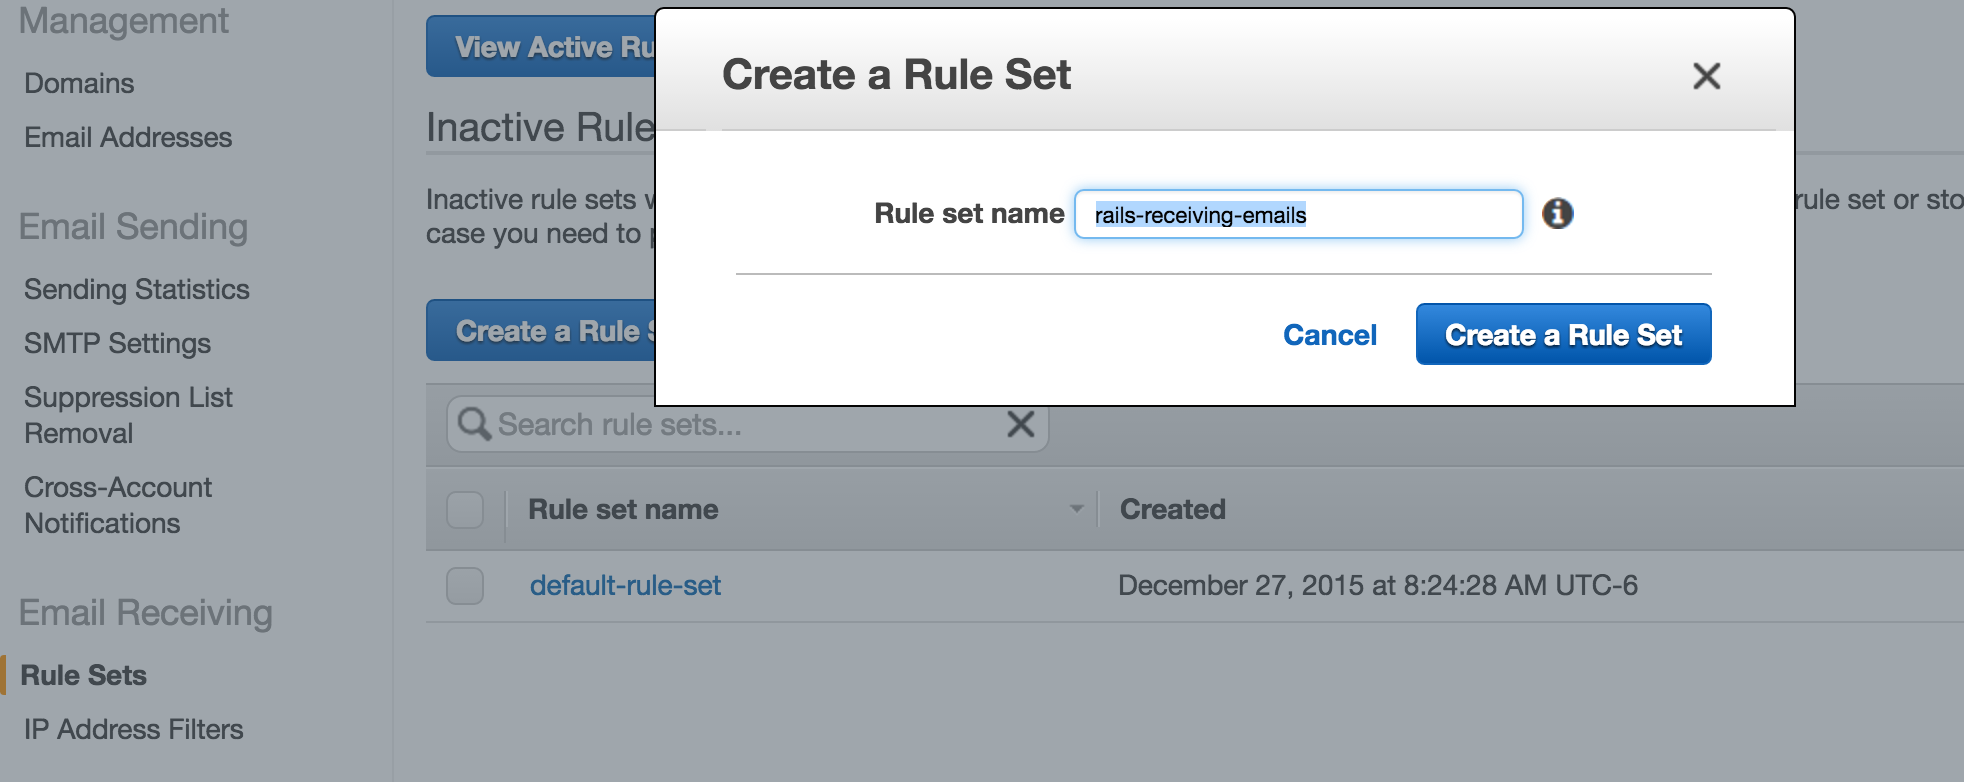 Management
Domains
Email Addresses
Email Sending
Sending Statistics
SMTP Settings
Suppression List
Removal
Cross-Account
Notifications
Email Receiving
Rule Sets
IP Address Filters
View Active Ru
Inactive Rule
Inactive rule sets
rule set or sto
case you need to
Create a Rule
Search rule sets...
Rule set name
Created
default-rule-set
December 27, 2015 at 8:24:28 AM UTC-6
Create a Rule Set
Rule set name
rails-receiving-emails
Cancel
Create a Rule Set